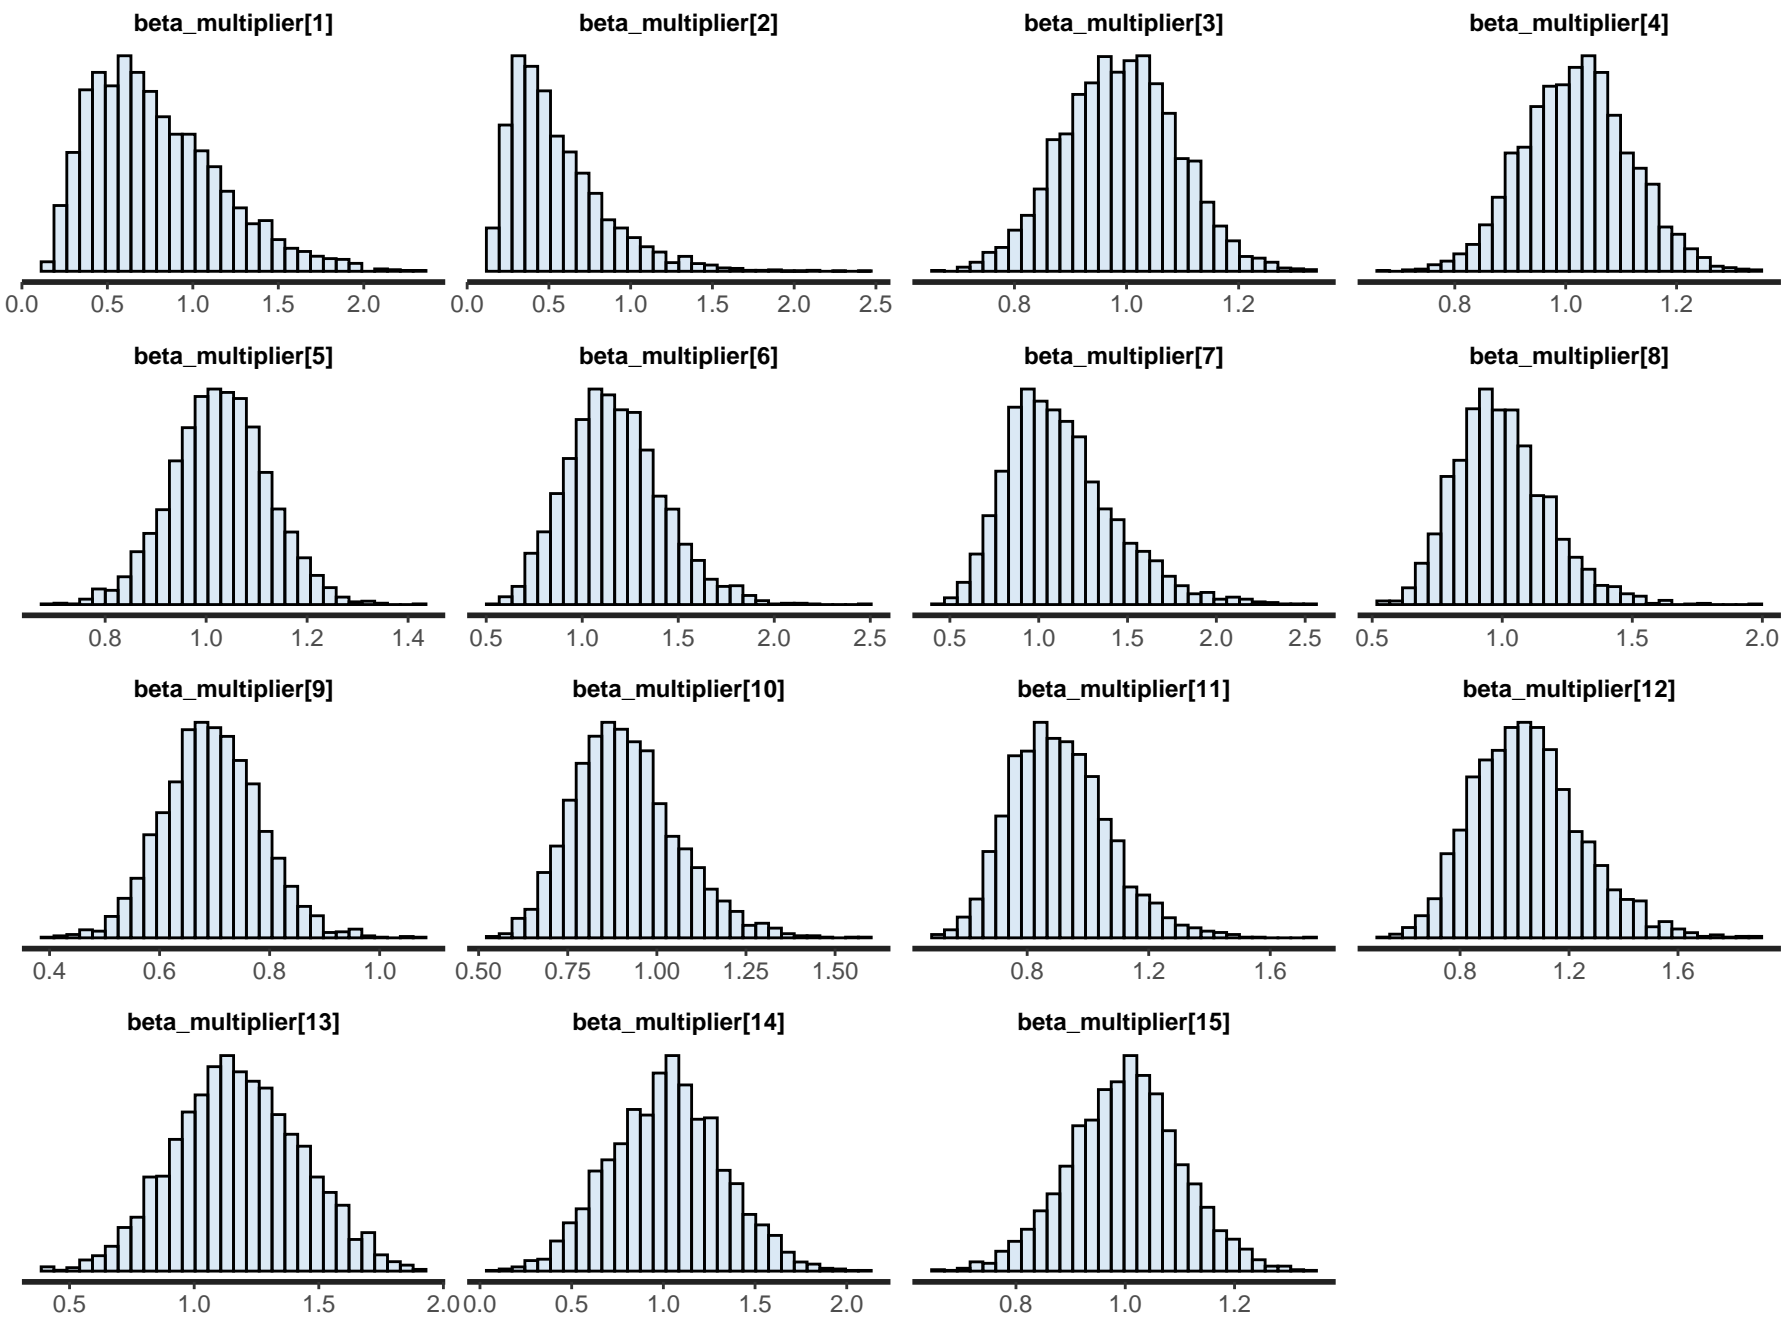 beta_multiplier[1] beta_multiplier[2] beta_multiplier[3] beta_multiplier[4]
0.0 0.5 1.0 1.5 2.0 0.0 0.5 1.0 1.5 2.0 2.5 0.8 1.0 1.2 0.8 1.0 1.2
beta_multiplier[5] beta_multiplier[6] beta_multiplier[7] beta_multiplier[8]
0.8 1.0 1.2 1.4 0.5 1.0 1.5 2.0 2.5 0.5 1.0 1.5 2.0 2.5 0.5 1.0 1.5 2.0
beta_multiplier[9] beta_multiplier[10] beta_multiplier[11] beta_multiplier[12]
0.4 0.6 0.8 1.0 0.50 0.75 1.00 1.25 1.50 0.8 1.2 1.6 0.8 1.2 1.6
beta_multiplier[13] beta_multiplier[14] beta_multiplier[15]
0.5 1.0 1.5 2.0 0.0 0.5 1.0 1.5 2.0 0.8 1.0 1.2